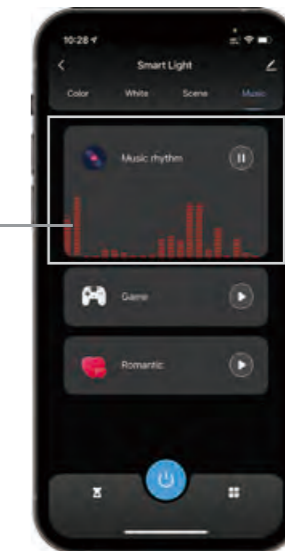 10:28
Smart Light
Color White Scene Music
Music rhythm
Game
Romantic